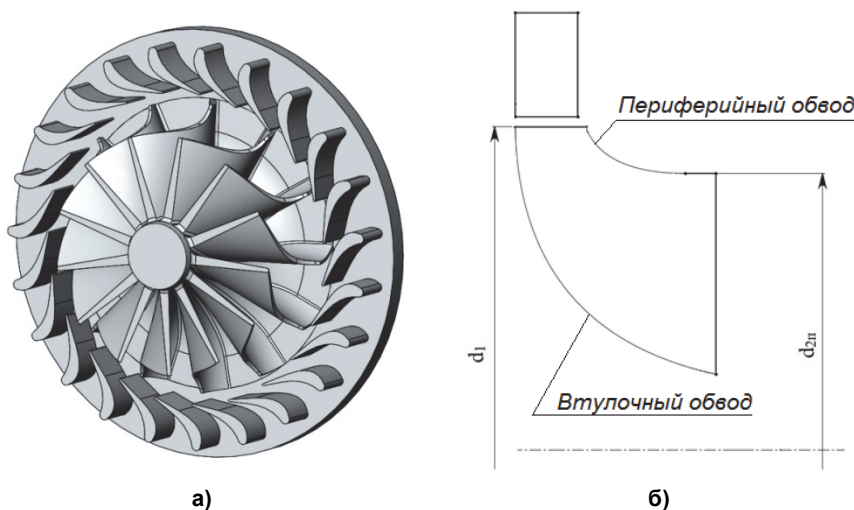 Периферийный обвод
d1
d2п
Втулочный обвод
а)
б)